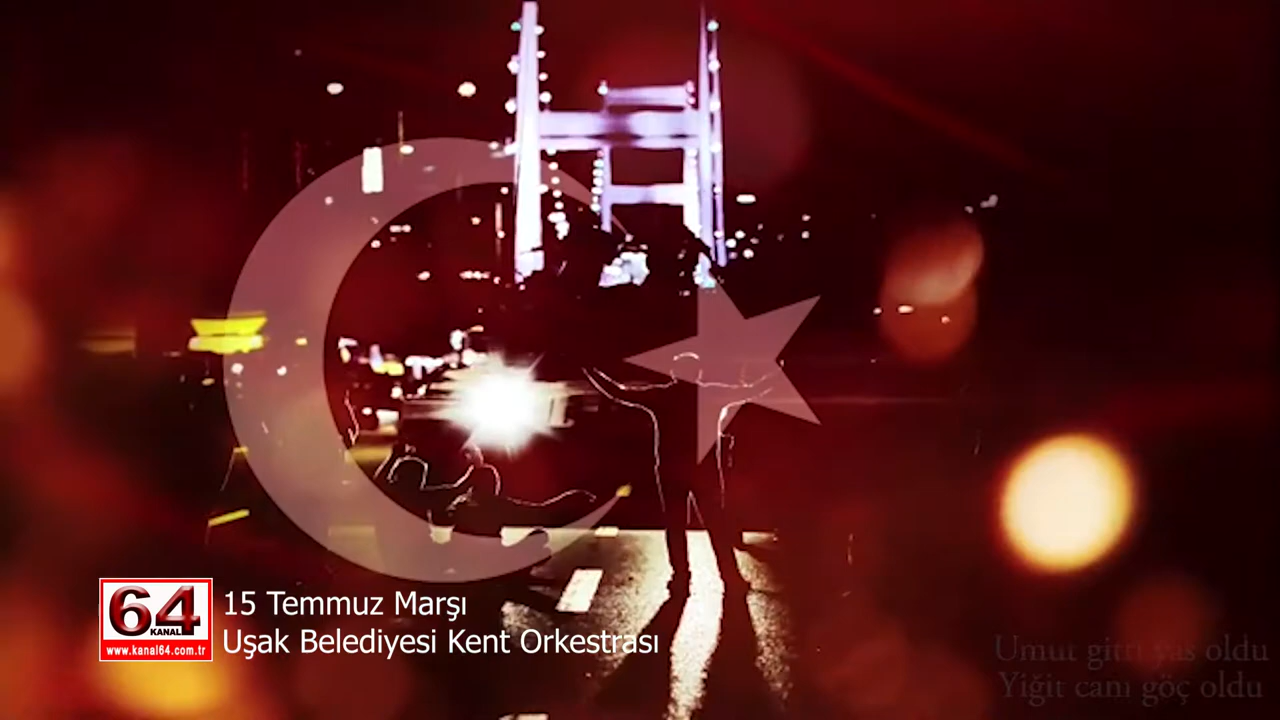 15 Temmuz Marşı
Uşak Belediyesi Kent Orkestrası
64
KANAL
www.kanal64.com.tr
Umut gitti yas oldu
Yiğit canı göç oldu